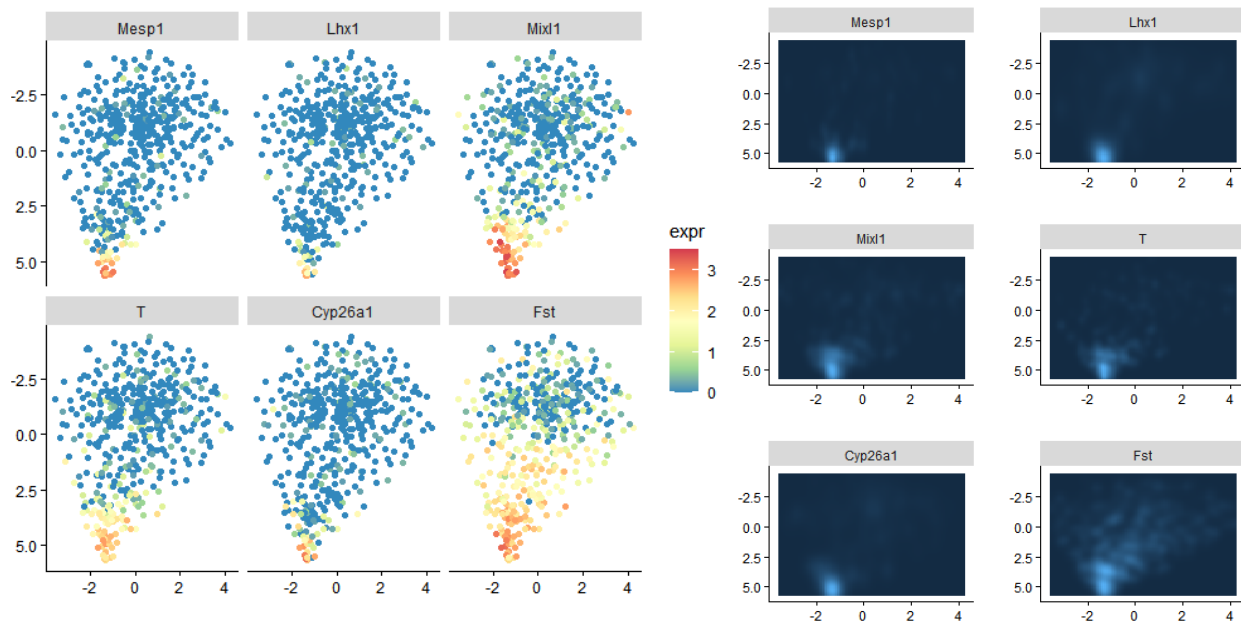 Mesp1 Lhx1 Mixl1
-2.5
0.0
2.5
5.0
T Cyp26a1 Fst
-2.5
0.0
2.5
5.0
-2 0 2 4 -2 0 2 4 -2 0 2 4
expr
3
2
1
0
Mesp1 Lhx1
-2.5 -2.5
0.0 0.0
2.5 2.5
5.0 5.0
-2 0 2 4 -2 0 2 4
Mixl1 T
-2.5 -2.5
0.0 0.0
2.5 2.5
5.0 5.0
-2 0 2 4 -2 0 2 4
Cyp26a1 Fst
-2.5 -2.5
0.0 0.0
2.5 2.5
5.0 5.0
-2 0 2 4 -2 0 2 4